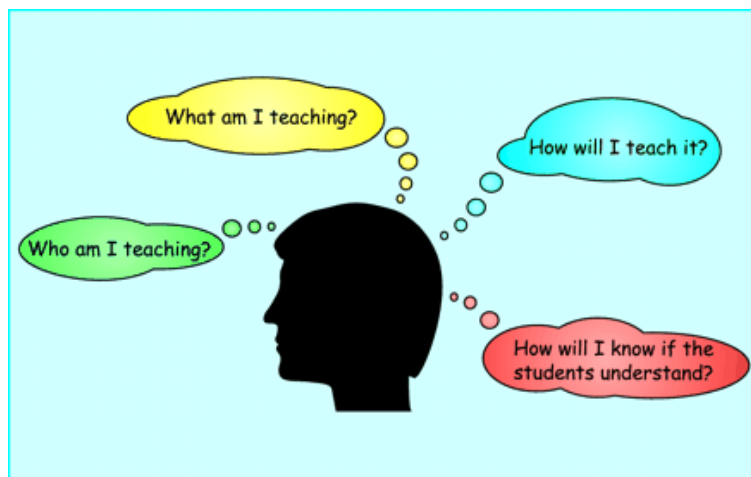 What am I teaching?
How will I teach it?
Who am I teaching?
How will I know if the
students understand?